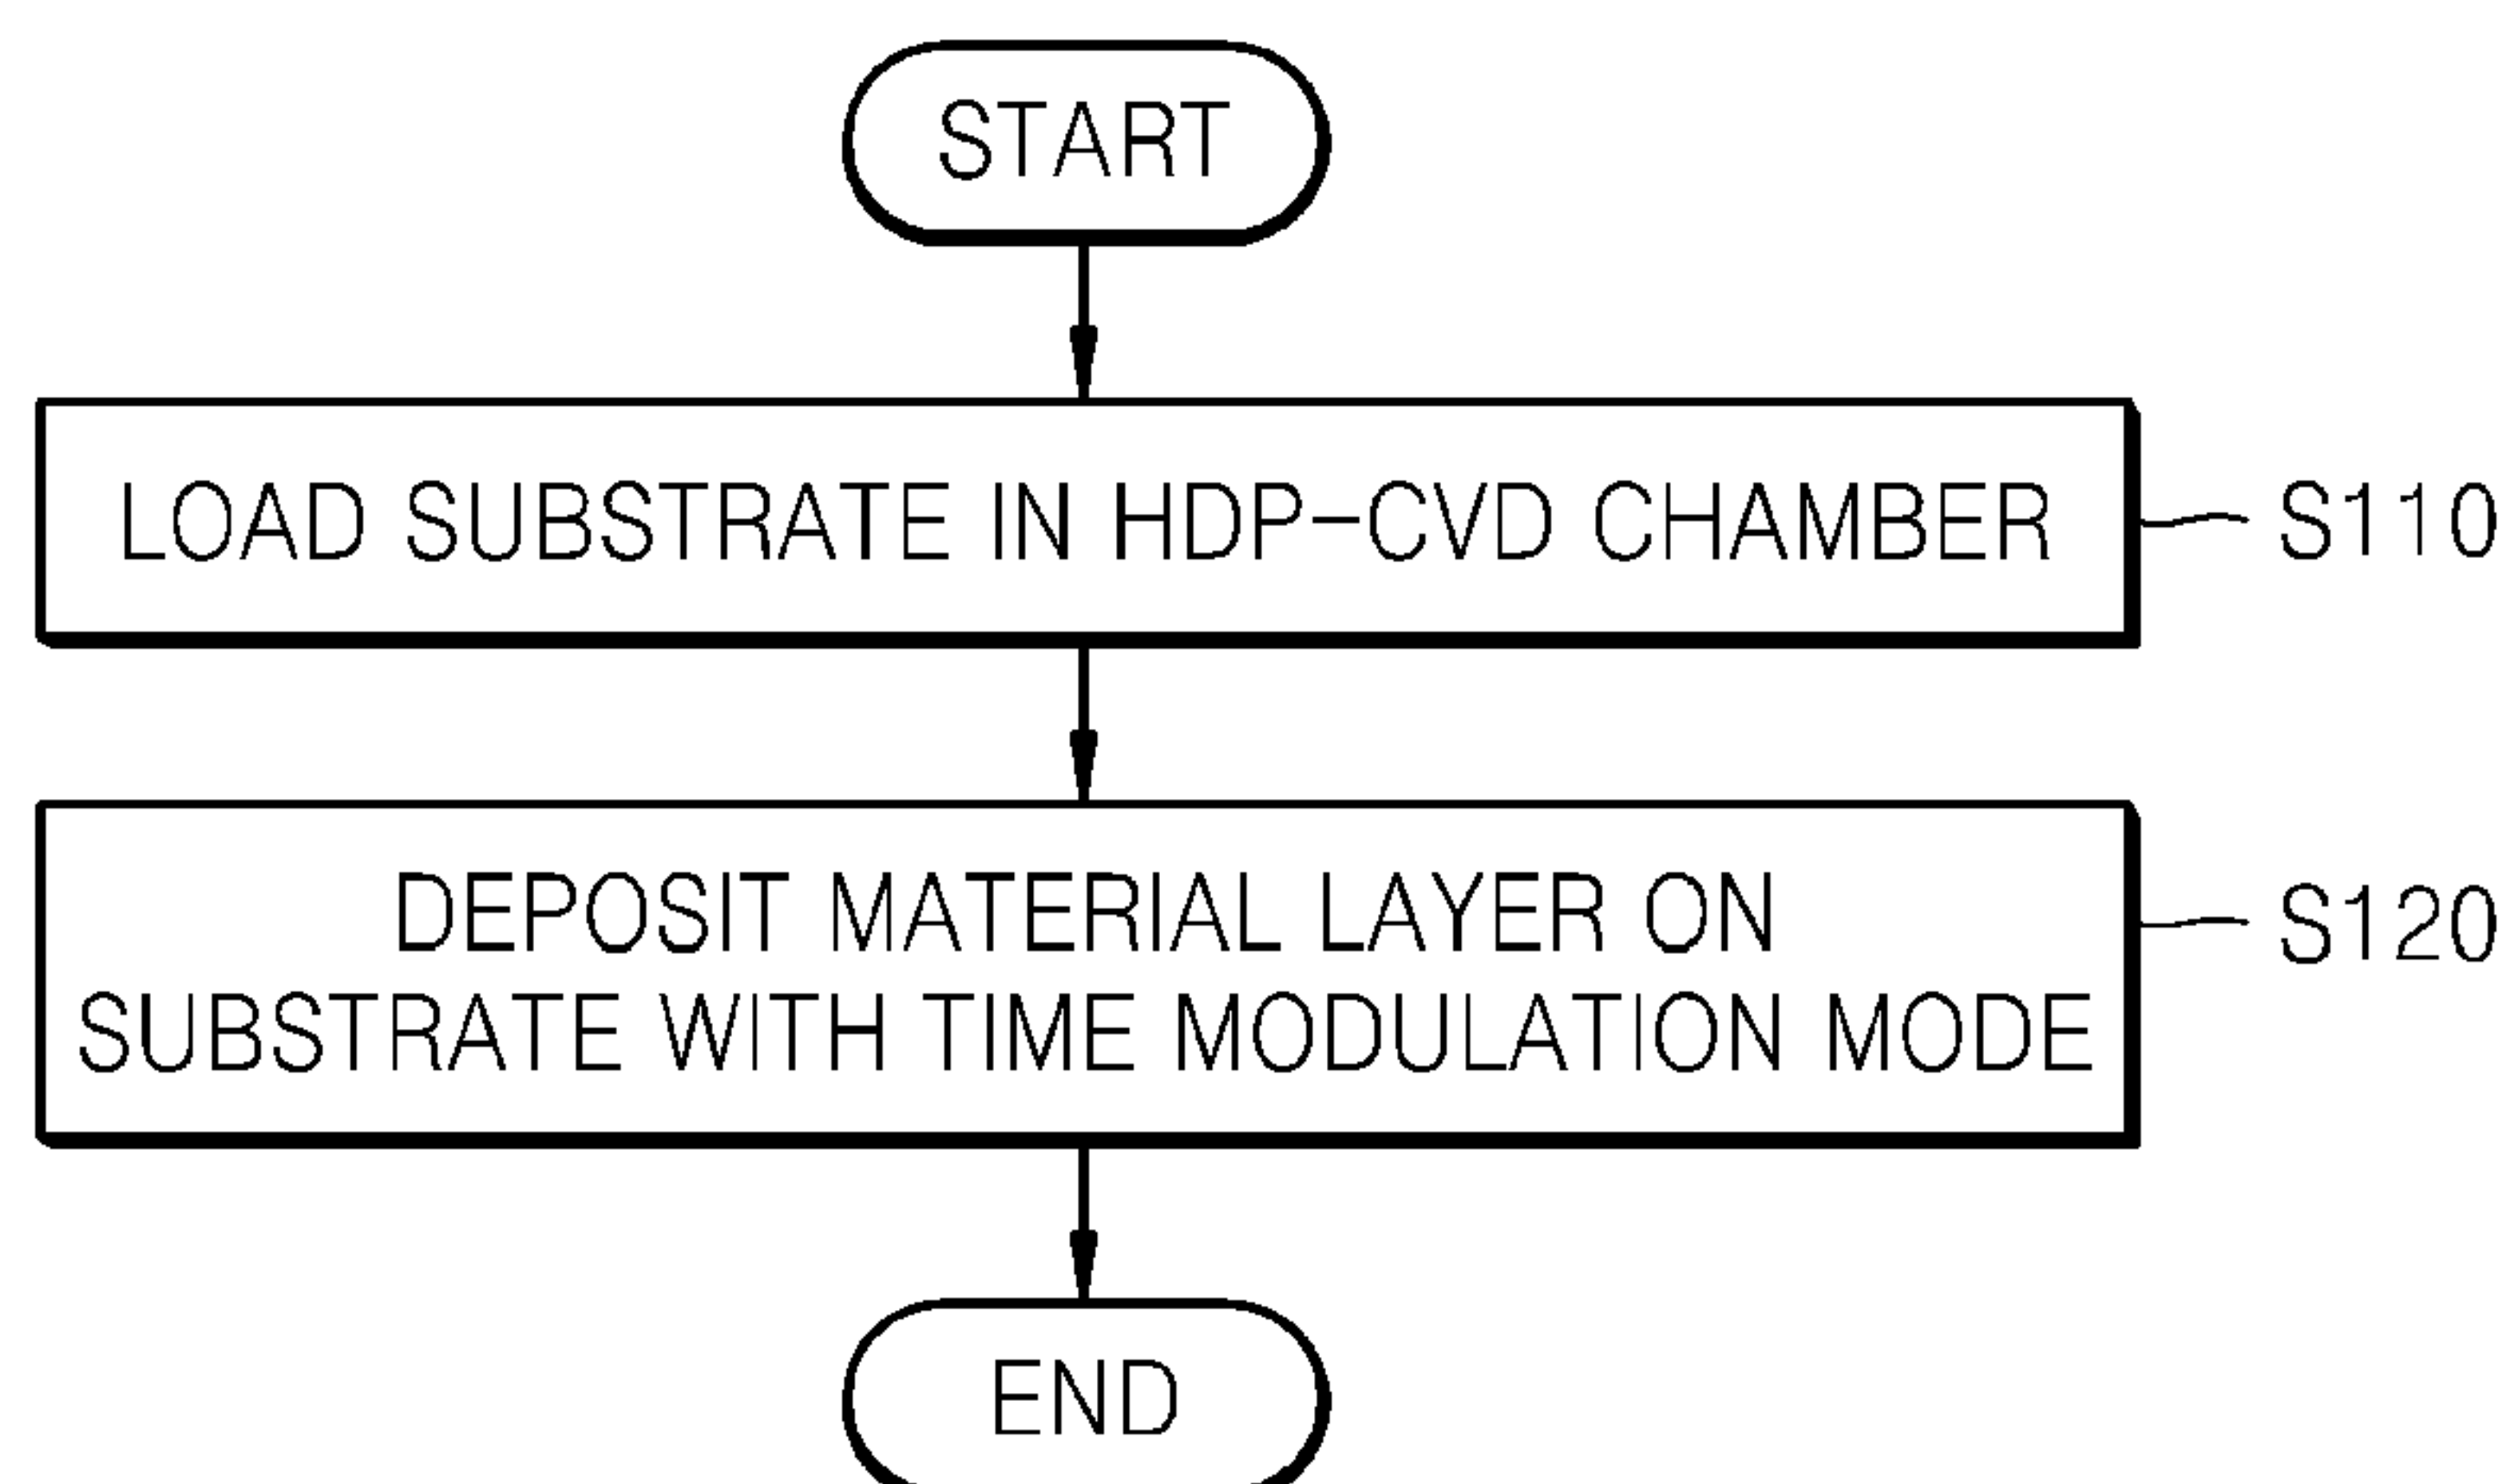 START
LOAD SUBSTRATE IN HDP-CVD CHAMBER
S110
DEPOSIT MATERIAL LAYER ON
SUBSTRATE WITH TIME MODULATION MODE
S120
END